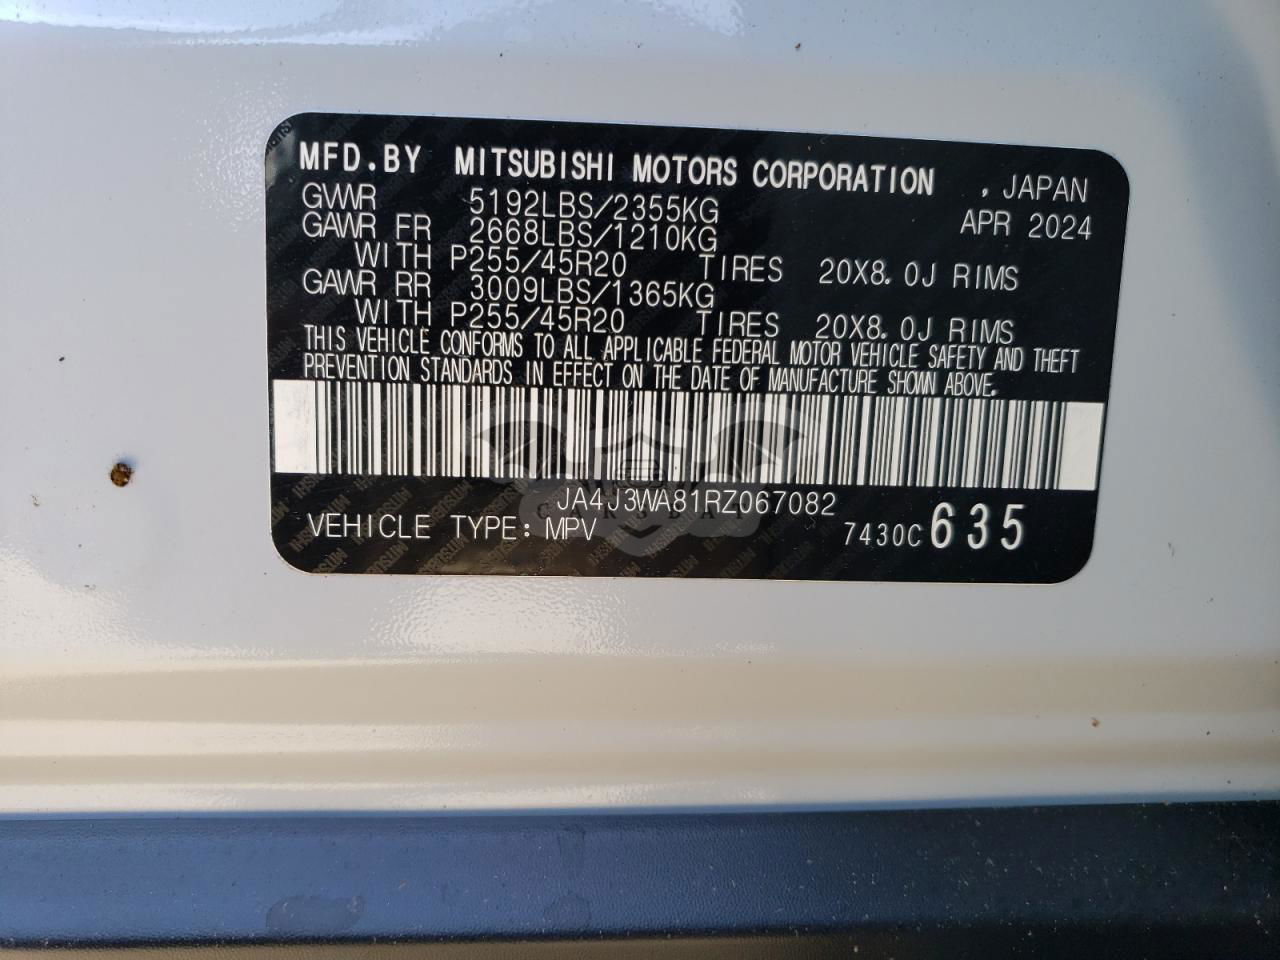 MFD.BY MITSUBISHI MOTORS CORPORATION , JAPAN
GVWR 5192LBS/2355KG APR 2024
GAWR FR 2668LBS/1210KG
WITH P255/45R20 TIRES 20X8.0J RIMS
GAWR RR 3009LBS/1365KG
WITH P255/45R20 TIRES 20X8.0J RIMS
THIS VEHICLE CONFORMS TO ALL APPLICABLE FEDERAL MOTOR VEHICLE SAFETY AND THEFT
PREVENTION STANDARDS IN EFFECT ON THE DATE OF MANUFACTURE SHOWN ABOVE.
JA4J3WA81RZ067082
VEHICLE TYPE: MPV 7430C 635